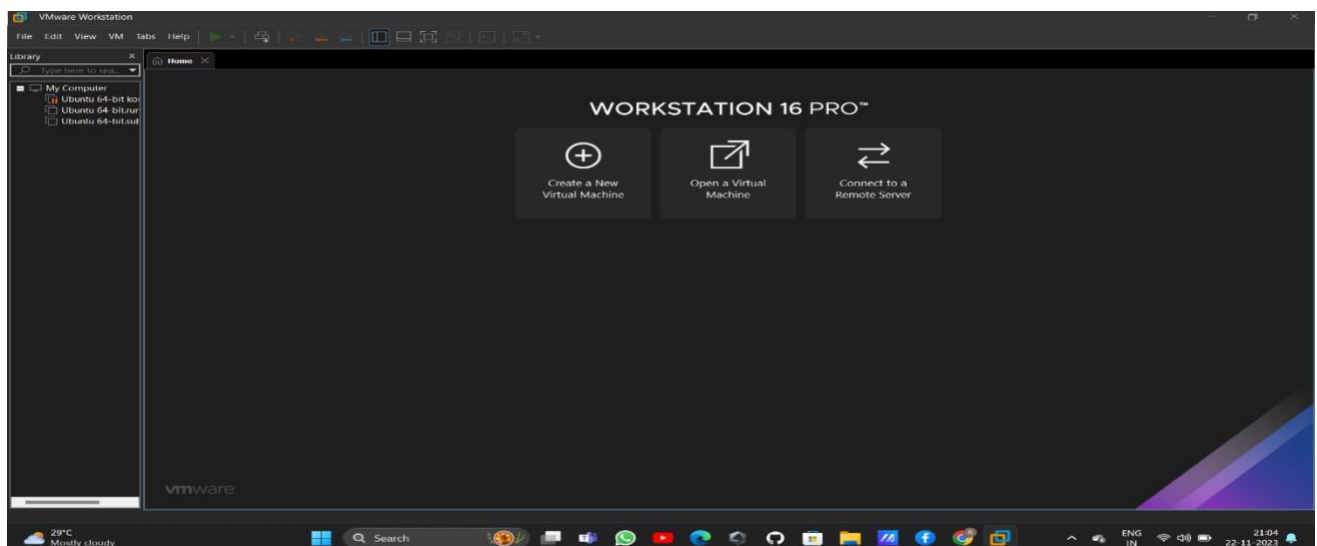 VMware Workstation
File Edit View VM Tabs Help
Library
Home
Type here to sea...
My Computer
Ubuntu 64-bit ko
Ubuntu 64-bit.rur
Ubuntu 64-bit.sut
WORKSTATION 16 PRO™
Create a New
Virtual Machine
Open a Virtual
Machine
Connect to a
Remote Server
vmware
29°C
Mostly cloudy
Search
ENG
IN
21:04
22-11-2023